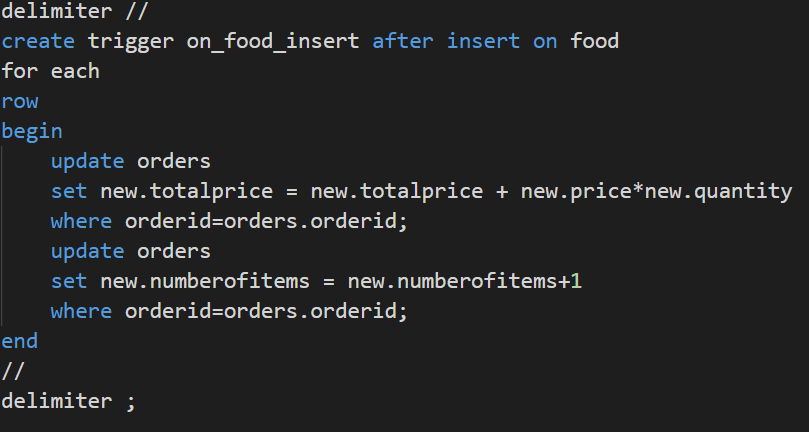 delimiter //
create trigger on_food_insert after insert on food
for each
row
begin
    update orders
    set new.totalprice = new.totalprice + new.price*new.quantity
    where orderid=orders.orderid;
    update orders
    set new.numberofitems = new.numberofitems+1
    where orderid=orders.orderid;
end
//
delimiter ;